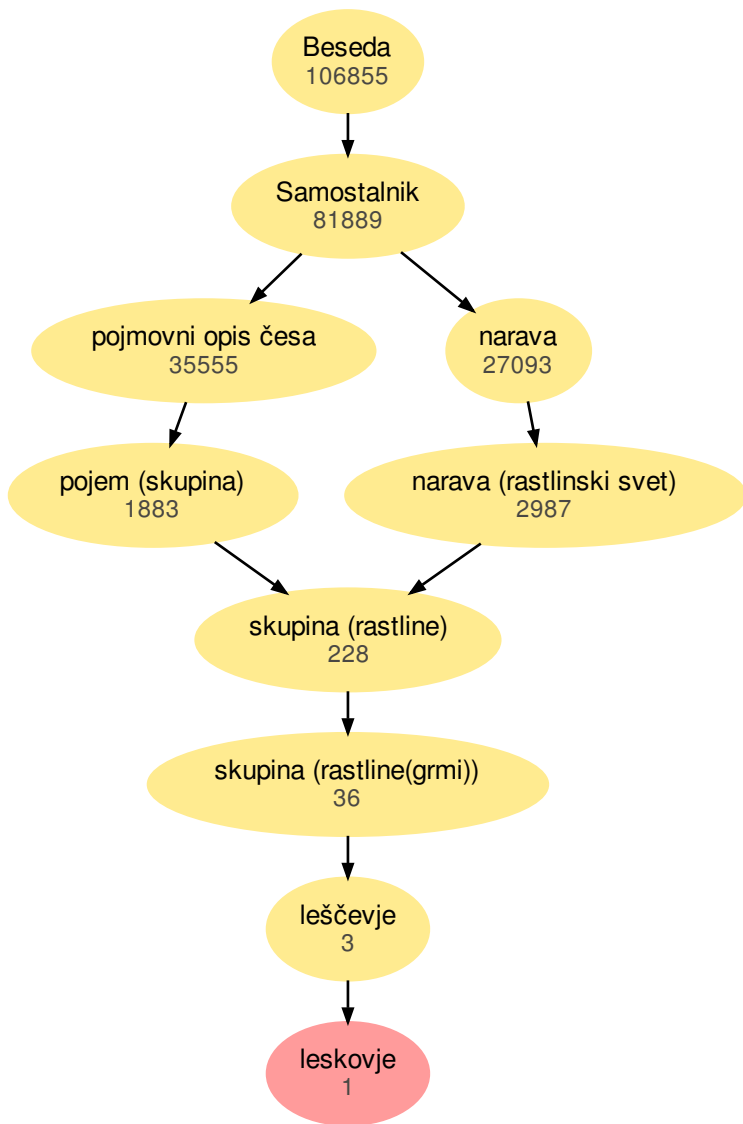 Beseda
106855
Samostalnik
81889
pojmovni opis česa
35555
narava
27093
pojem (skupina)
1883
narava (rastlinski svet)
2987
skupina (rastline)
228
skupina (rastline(grmi))
36
leščevje
3
leskovje
1